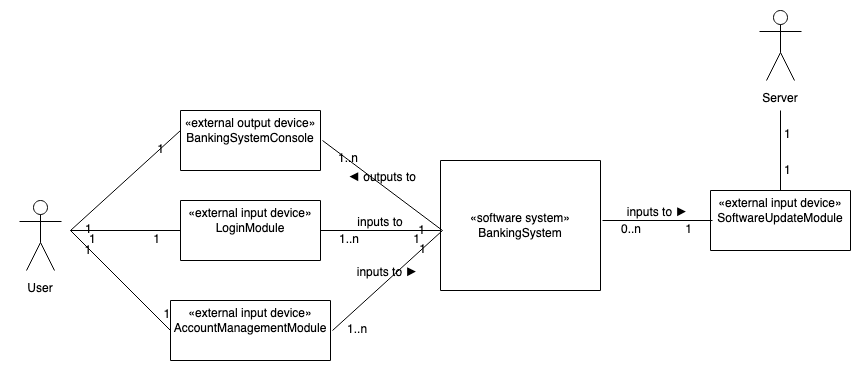 Server
1
1
«external output device»
BankingSystemConsole
1
1..n
◄ outputs to
«external input device»
LoginModule
1
1
1
1
inputs to
1..n
1
1
«software system»
BankingSystem
inputs to ►
0..n
1
«external input device»
SoftwareUpdateModule
User
inputs to ►
1
«external input device»
AccountManagementModule
1..n